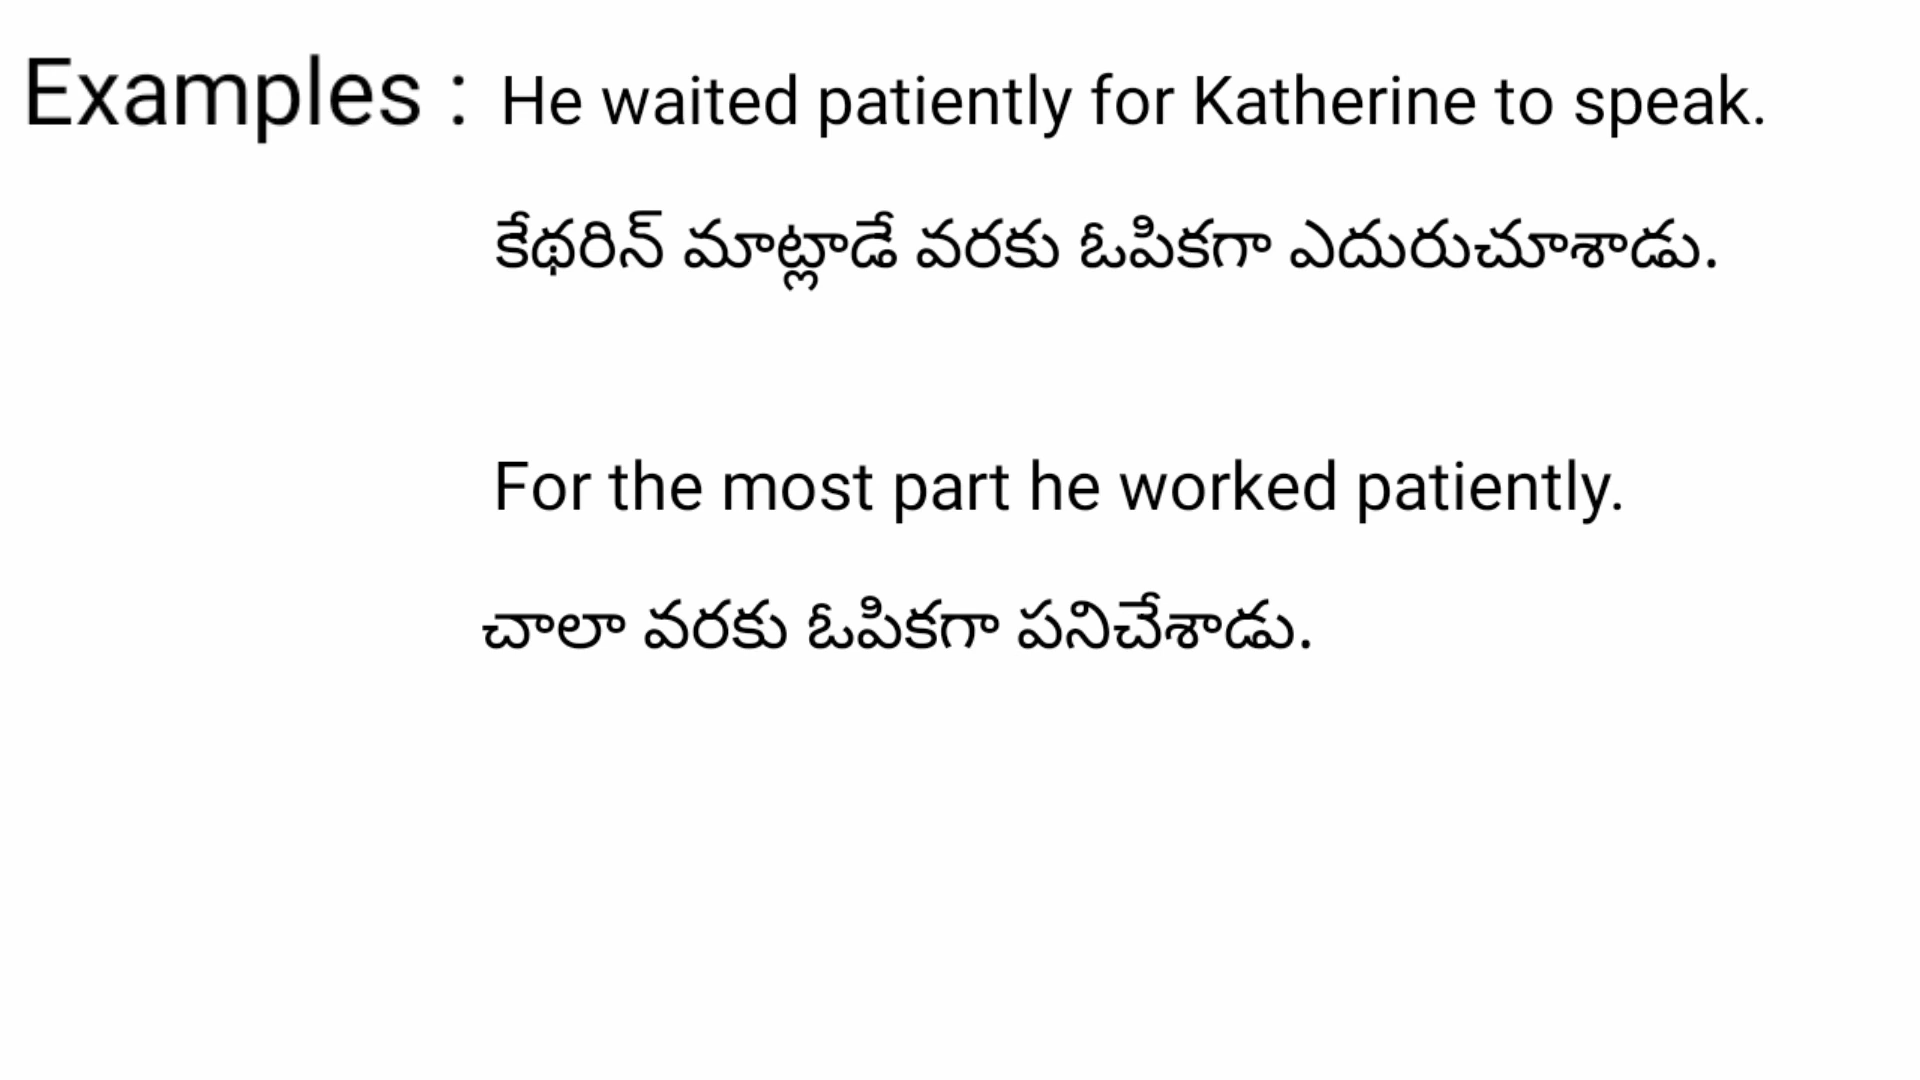 Examples : He waited patiently for Katherine to speak.
కేథరిన్ మాట్లాడే వరకు ఓపికగా ఎదురుచూశాడు.
For the most part he worked patiently.
చాలా వరకు ఓపికగా పనిచేశాడు.